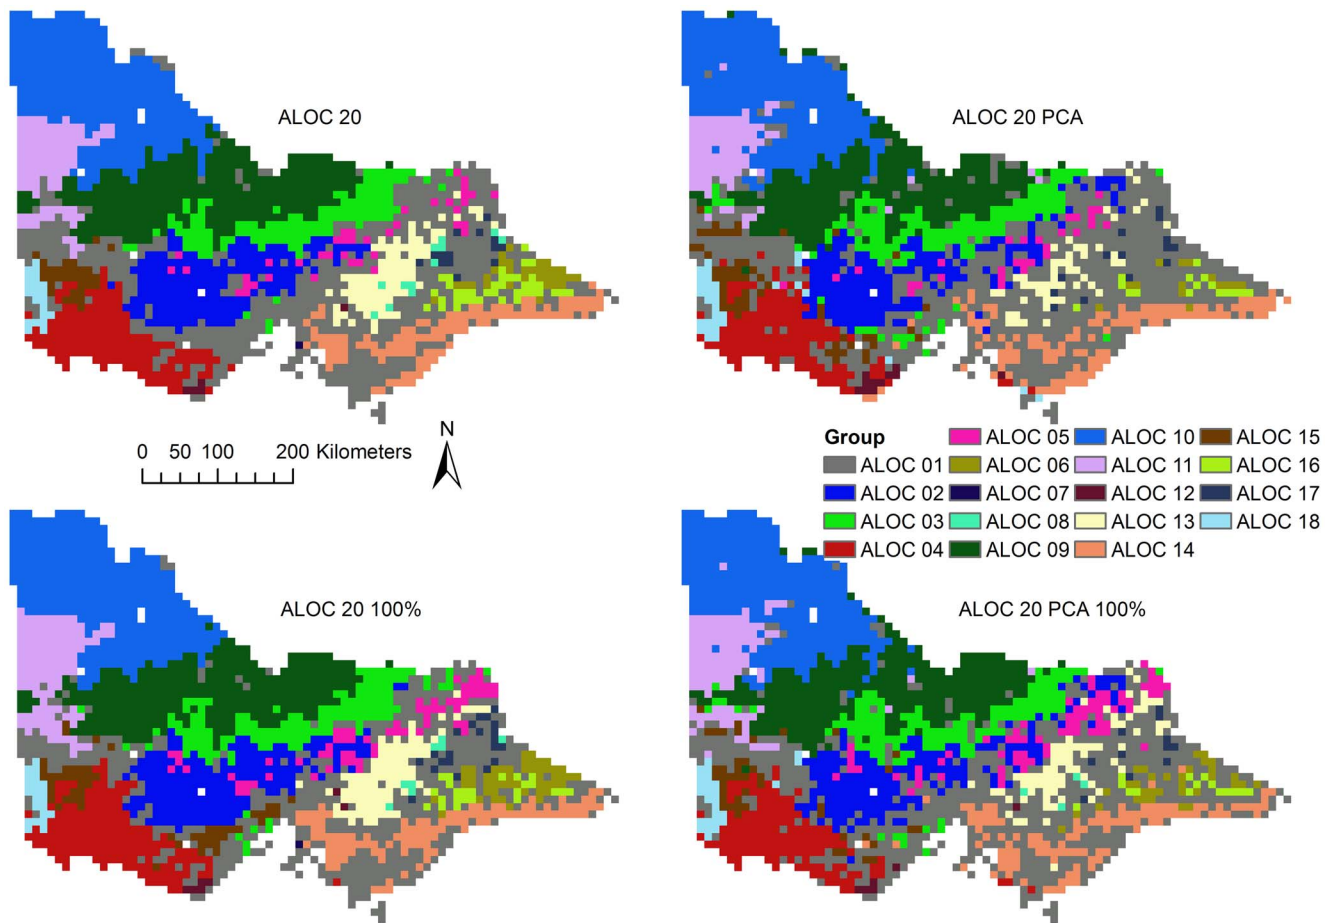 ALOC 20
ALOC 20 PCA
N
0 50 100 200 Kilometers
Group
ALOC 05 ALOC 10 ALOC 15
ALOC 01 ALOC 06 ALOC 11 ALOC 16
ALOC 02 ALOC 07 ALOC 12 ALOC 17
ALOC 03 ALOC 08 ALOC 13 ALOC 18
ALOC 04 ALOC 09 ALOC 14
ALOC 20 100%
ALOC 20 PCA 100%